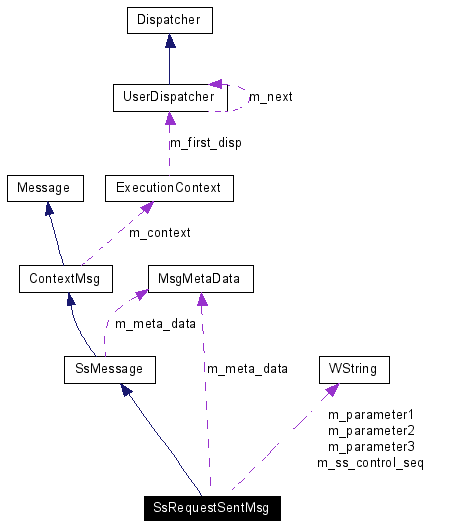 Dispatcher
UserDispatcher
m_next
m_first_disp
Message
ExecutionContext
m_context
ContextMsg
MsgMetaData
m_meta_data
SsMessage
m_meta_data
WString
m_parameter1
m_parameter2
m_parameter3
m_ss_control_seq
SsRequestSentMsg